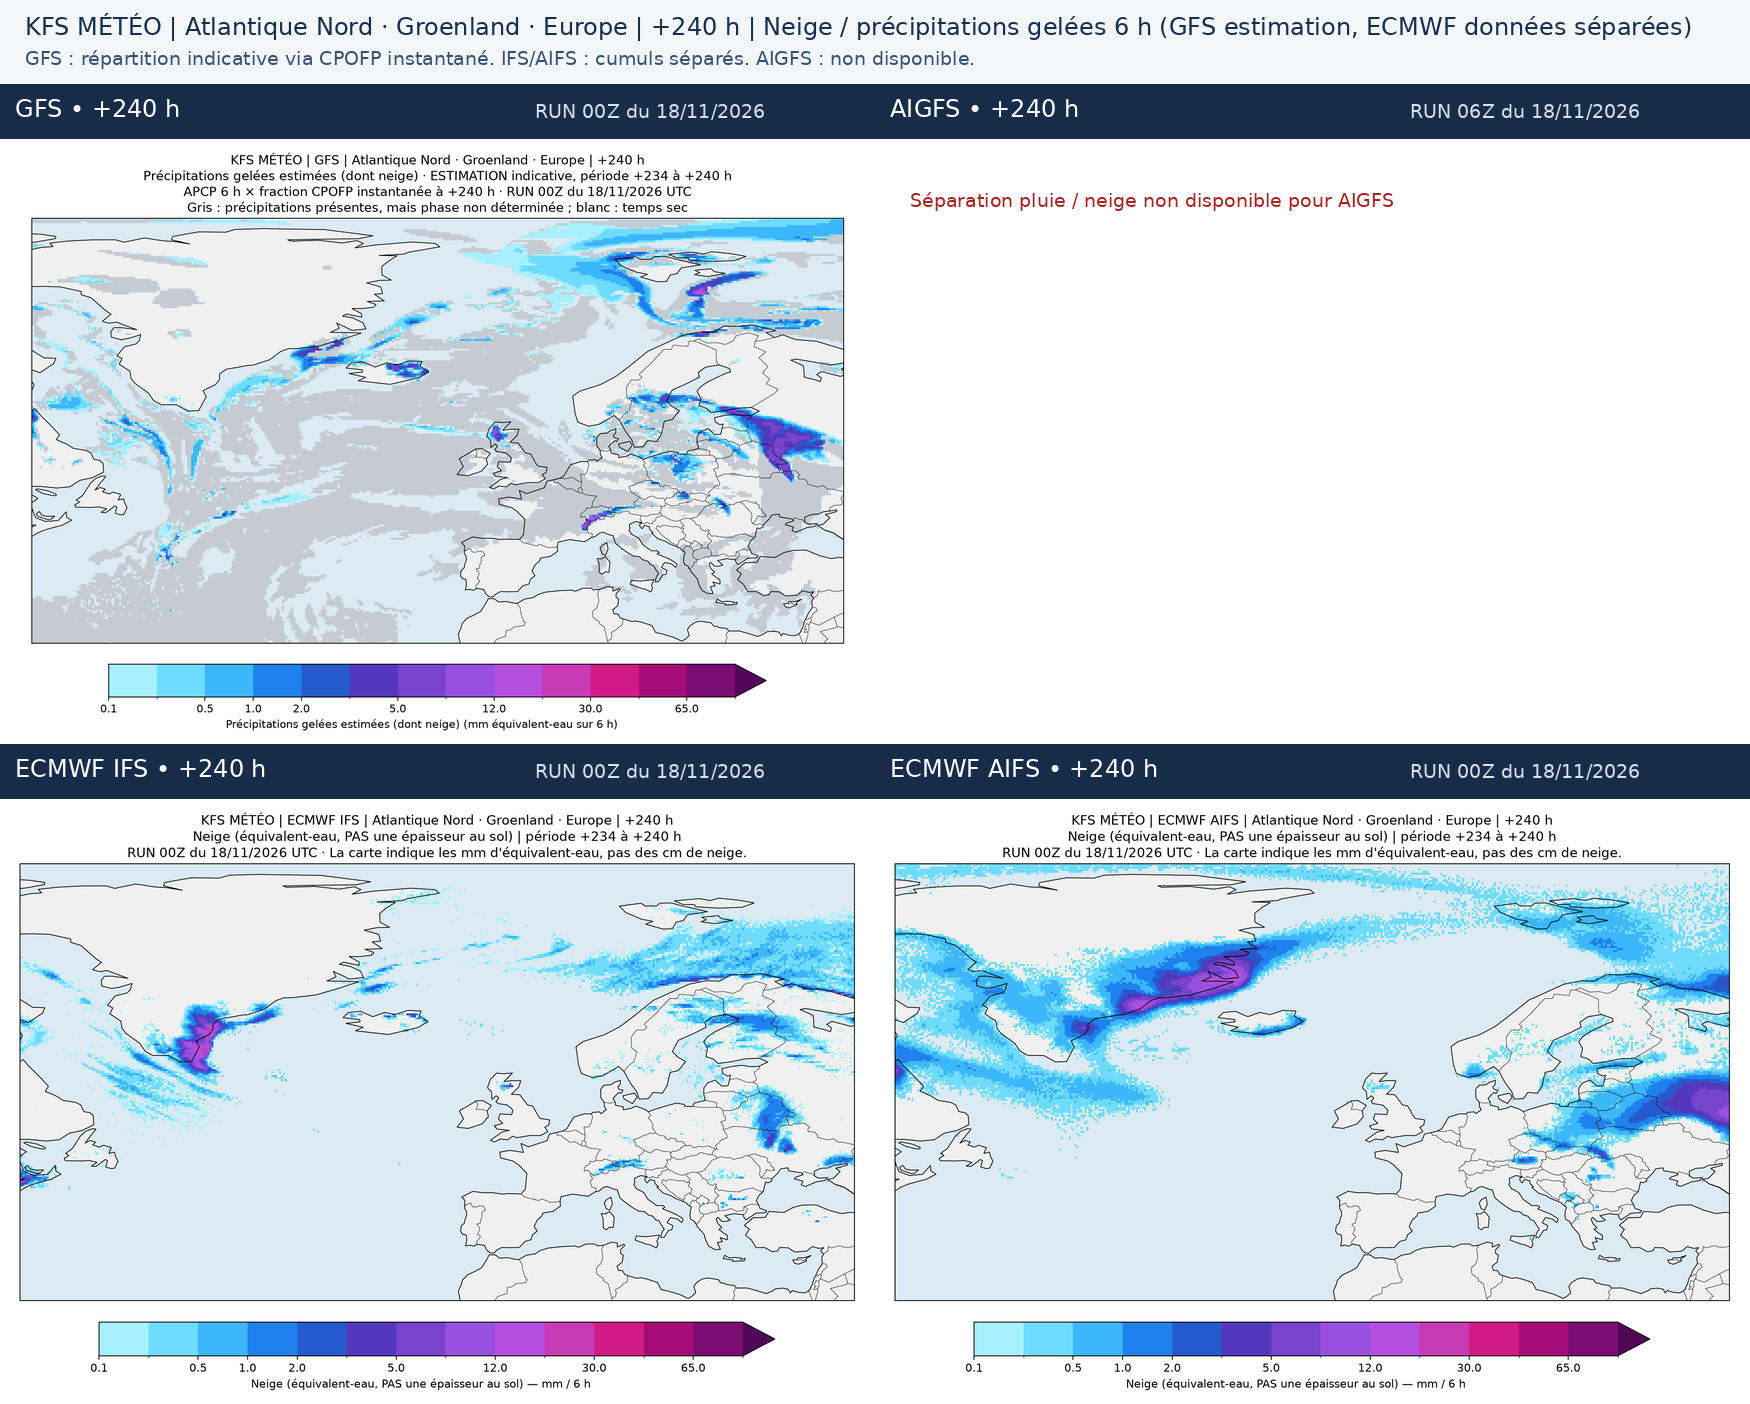 KFS MÉTÉO | Atlantique Nord · Groenland · Europe | +240 h | Neige / précipitations gelées 6 h (GFS estimation, ECMWF données séparées)
GFS : répartition indicative via CPOFP instantané. IFS/AIFS : cumuls séparés. AIGFS : non disponible.
GFS • +240 h
RUN 00Z du 18/11/2026
AIGFS • +240 h
RUN 06Z du 18/11/2026
KFS MÉTÉO | GFS | Atlantique Nord · Groenland · Europe | +240 h
Précipitations gelées estimées (dont neige) · ESTIMATION indicative, période +234 à +240 h
APCP 6 h × fraction CPOFP instantanée à +240 h · RUN 00Z du 18/11/2026 UTC
Gris : précipitations présentes, mais phase non déterminée ; blanc : temps sec
Séparation pluie / neige non disponible pour AIGFS
0.1 0.5 1.0 2.0 5.0 12.0 30.0 65.0
Précipitations gelées estimées (dont neige) (mm équivalent-eau sur 6 h)
ECMWF IFS • +240 h
RUN 00Z du 18/11/2026
ECMWF AIFS • +240 h
RUN 00Z du 18/11/2026
KFS MÉTÉO | ECMWF IFS | Atlantique Nord · Groenland · Europe | +240 h
Neige (équivalent-eau, PAS une épaisseur au sol) | période +234 à +240 h
RUN 00Z du 18/11/2026 UTC · La carte indique les mm d'équivalent-eau, pas des cm de neige.
KFS MÉTÉO | ECMWF AIFS | Atlantique Nord · Groenland · Europe | +240 h
Neige (équivalent-eau, PAS une épaisseur au sol) | période +234 à +240 h
RUN 00Z du 18/11/2026 UTC · La carte indique les mm d'équivalent-eau, pas des cm de neige.
0.1 0.5 1.0 2.0 5.0 12.0 30.0 65.0
Neige (équivalent-eau, PAS une épaisseur au sol) — mm / 6 h
0.1 0.5 1.0 2.0 5.0 12.0 30.0 65.0
Neige (équivalent-eau, PAS une épaisseur au sol) — mm / 6 h